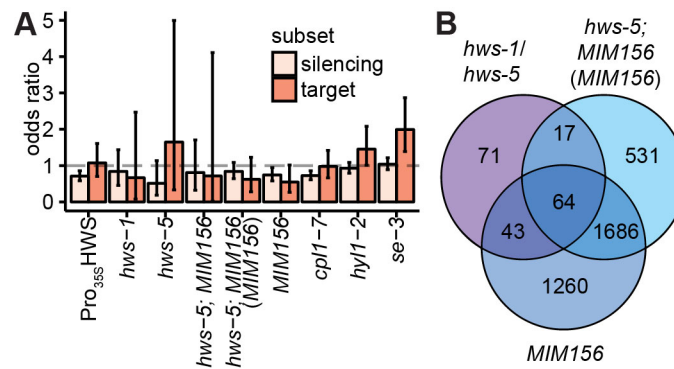 A
5
4
3
2
1
0
odds ratio
subset
silencing
target
Pro35SHWS
hws−1
hws−5
hws−5; MIM156
hws−5; MIM156
(MIM156)
MIM156
cpl1−7
hyl1−2
se−3
B
hws-1/
hws-5
hws-5;
MIM156
(MIM156)
71
17
531
64
43
1686
1260
MIM156